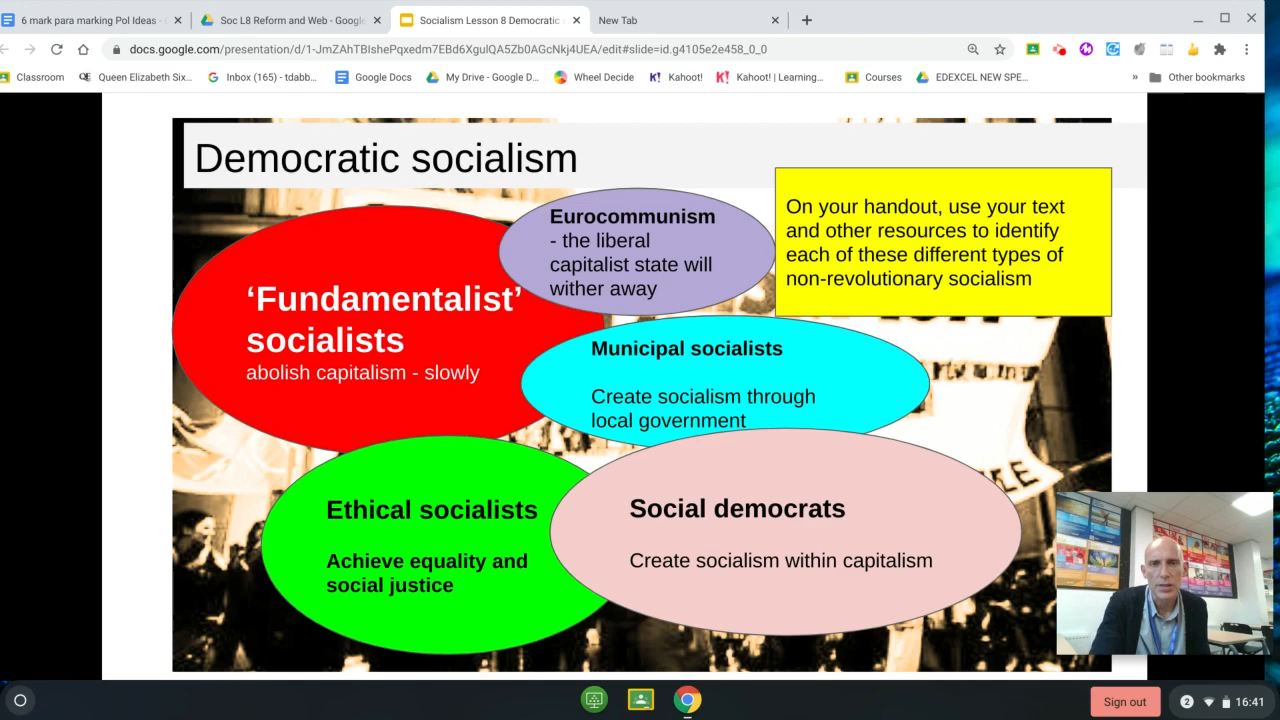 6 mark para marking Pol Ideas -
Soc L8 Reform and Web - Google
Socialism Lesson 8 Democratic
New Tab
docs.google.com/presentation/d/1-JmZAhTBIshePqxedm7EBd6XgulQA5Zb0AGcNkj4UEA/edit#slide=id.g4105e2e458_0_0
Classroom
Queen Elizabeth Six...
Inbox (165) - tdabb...
Google Docs
My Drive - Google D...
Wheel Decide
Kahoot!
Kahoot! | Learning...
Courses
EDEXCEL NEW SPE...
»
Other bookmarks
Democratic socialism
Eurocommunism
- the liberal
capitalist state will
wither away
On your handout, use your text
and other resources to identify
each of these different types of
non-revolutionary socialism
‘Fundamentalist’
socialists
abolish capitalism - slowly
Municipal socialists
Create socialism through
local government
Ethical socialists
Achieve equality and
social justice
Social democrats
Create socialism within capitalism
Sign out
2
16:41